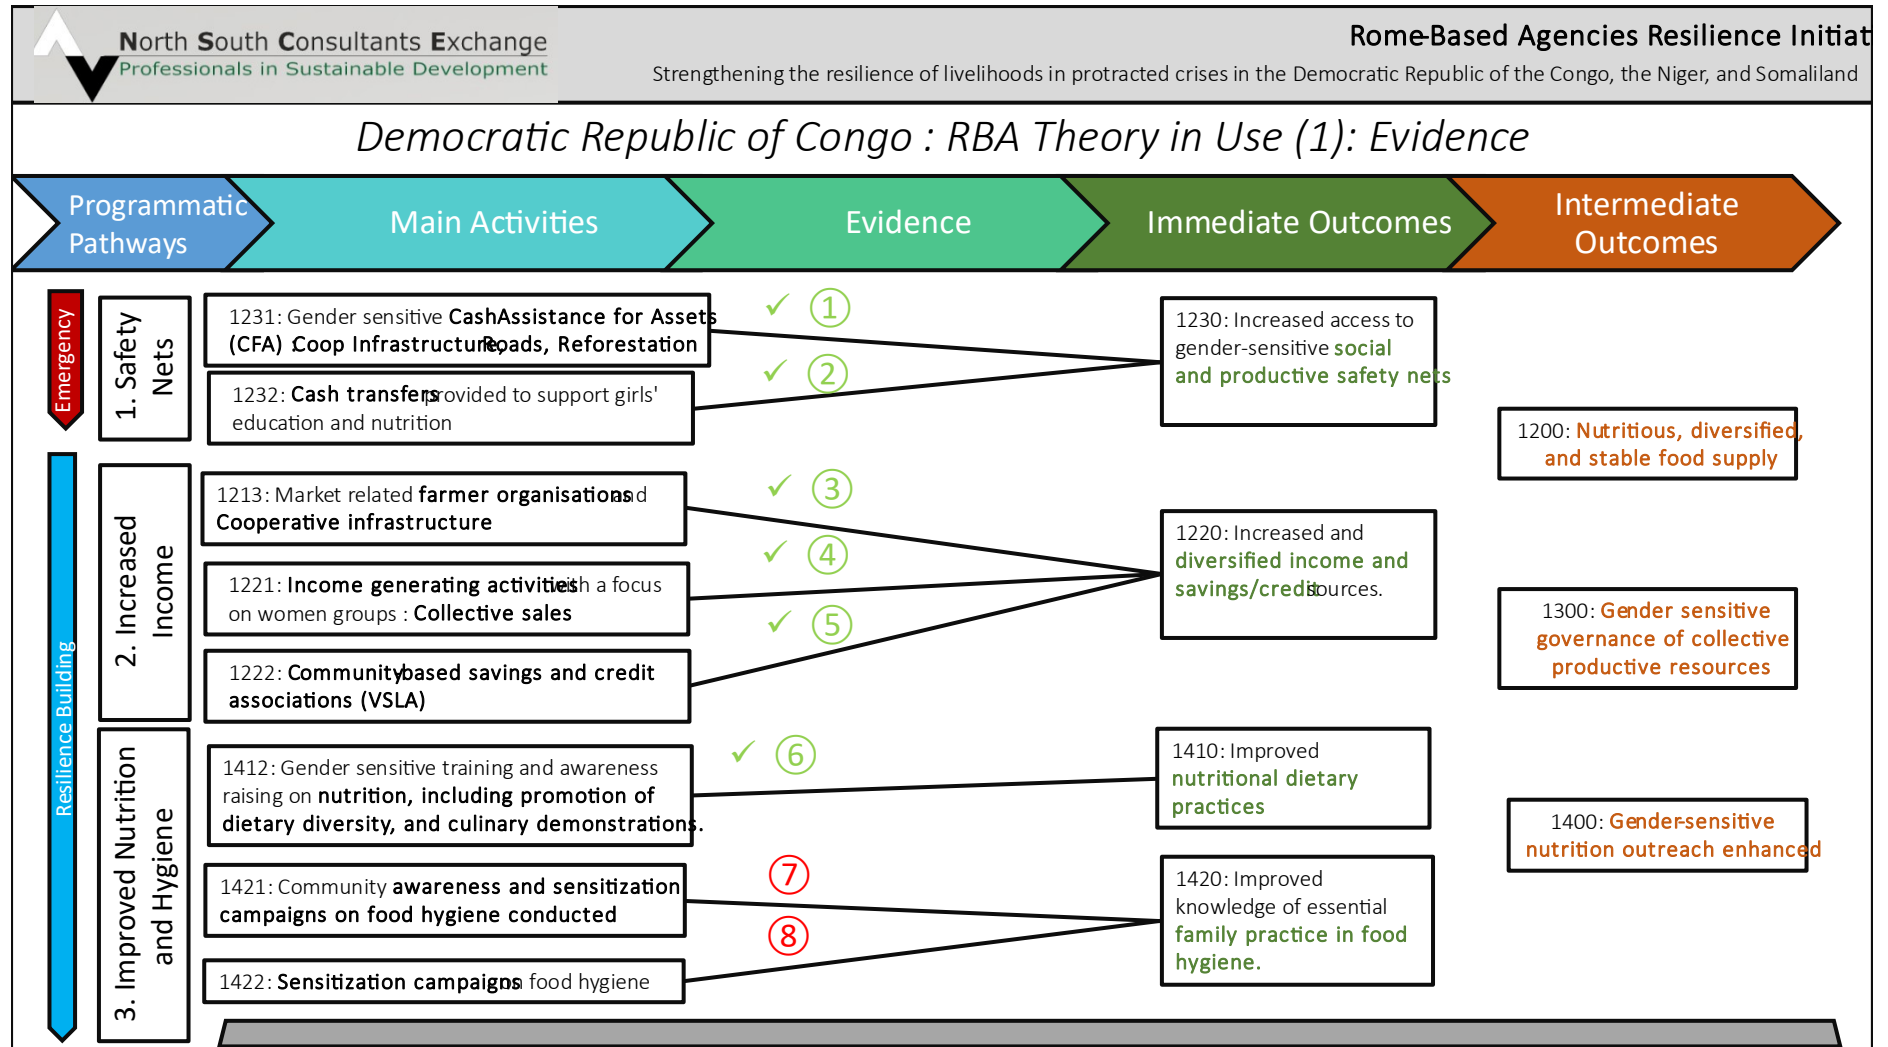 North South Consultants Exchange
Professionals in Sustainable Development
Rome-Based Agencies Resilience Initiat
Strengthening the resilience of livelihoods in protracted crises in the Democratic Republic of the Congo, the Niger, and Somaliland
Democratic Republic of Congo : RBA Theory in Use (1): Evidence
Programmatic
Pathways
Main Activities
Evidence
Immediate Outcomes
Intermediate
Outcomes
Emergency
Resilience Building
1. Safety
Nets
1231: Gender sensitive Cash Assistance for Assets
(CFA) : Coop Infrastructure, Roads, Reforestation
1232: Cash transfers provided to support girls'
education and nutrition
✓ 1
✓ 2
1230: Increased access to
gender-sensitive social
and productive safety nets
1200: Nutritious, diversified,
and stable food supply
2. Increased
Income
1213: Market related farmer organisations and
Cooperative infrastructure
1221: Income generating activities with a focus
on women groups : Collective sales
1222: Community based savings and credit
associations (VSLA)
✓ 3
✓ 4
✓ 5
1220: Increased and
diversified income and
savings/credit sources.
1300: Gender sensitive
governance of collective
productive resources
3. Improved Nutrition
and Hygiene
1412: Gender sensitive training and awareness
raising on nutrition, including promotion of
dietary diversity, and culinary demonstrations.
1421: Community awareness and sensitization
campaigns on food hygiene conducted
1422: Sensitization campaigns on food hygiene
✓ 6
7
8
1410: Improved
nutritional dietary
practices
1420: Improved
knowledge of essential
family practice in food
hygiene.
1400: Gender-sensitive
nutrition outreach enhanced